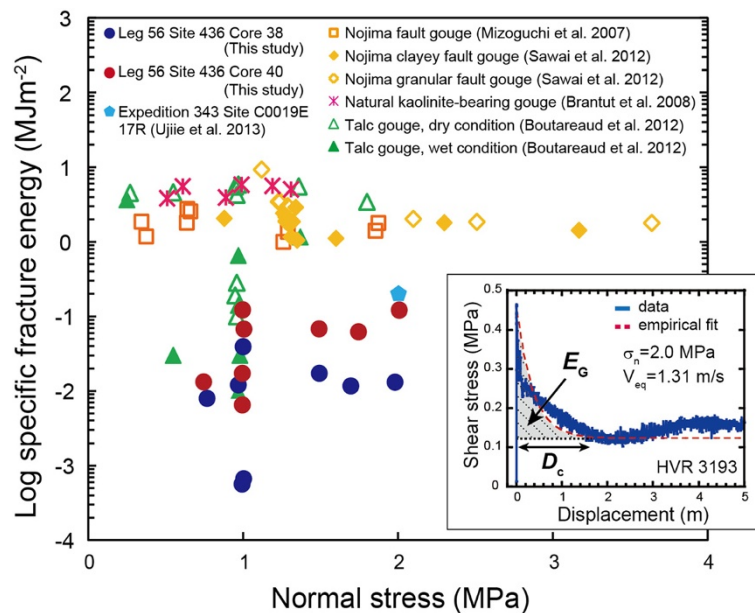 Leg 56 Site 436 Core 38
(This study)
Leg 56 Site 436 Core 40
(This study)
Expedition 343 Site C0019E
17R (Ujiie et al. 2013)
Nojima fault gouge (Mizoguchi et al. 2007)
Nojima clayey fault gouge (Sawai et al. 2012)
Nojima granular fault gouge (Sawai et al. 2012)
Natural kaolinite-bearing gouge (Brantut et al. 2008)
Talc gouge, dry condition (Boutareaud et al. 2012)
Talc gouge, wet condition (Boutareaud et al. 2012)
Log specific fracture energy (MJm⁻²)
3
2
1
0
-1
-2
-3
-4
0
1
2
3
4
Normal stress (MPa)
Shear stress (MPa)
0.5
0.4
0.3
0.2
0.1
0
data
empirical fit
σn=2.0 MPa
Veq=1.31 m/s
EG
Dc
HVR 3193
0
1
2
3
4
5
Displacement (m)